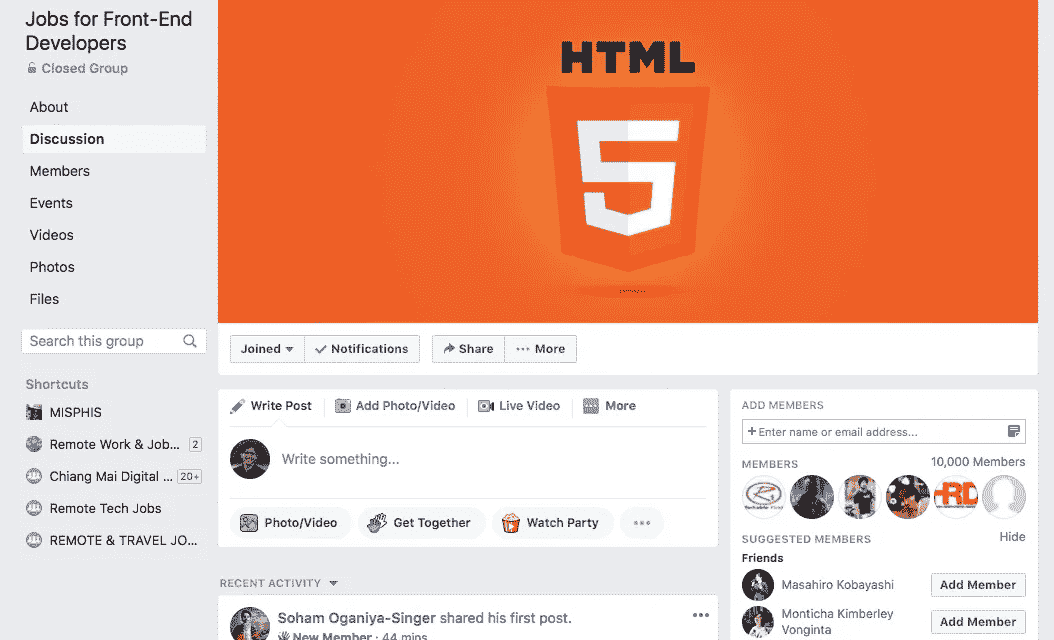 Jobs for Front-End
Developers
Closed Group
About
Discussion
Members
Events
Videos
Photos
Files
Search this group
Shortcuts
MISPHIS
Remote Work & Job... 2
Chiang Mai Digital ... 20+
Remote Tech Jobs
REMOTE & TRAVEL JO...
HTML
5
Joined
Notifications
Share
More
Write Post
Add Photo/Video
Live Video
More
Write something...
Photo/Video
Get Together
Watch Party
RECENT ACTIVITY
Soham Oganiya-Singer shared his first post.
New Member · 44 mins
ADD MEMBERS
+ Enter name or email address...
MEMBERS
10,000 Members
SUGGESTED MEMBERS
Hide
Friends
Masahiro Kobayashi
Add Member
Monticha Kimberley
Vonginta
Add Member